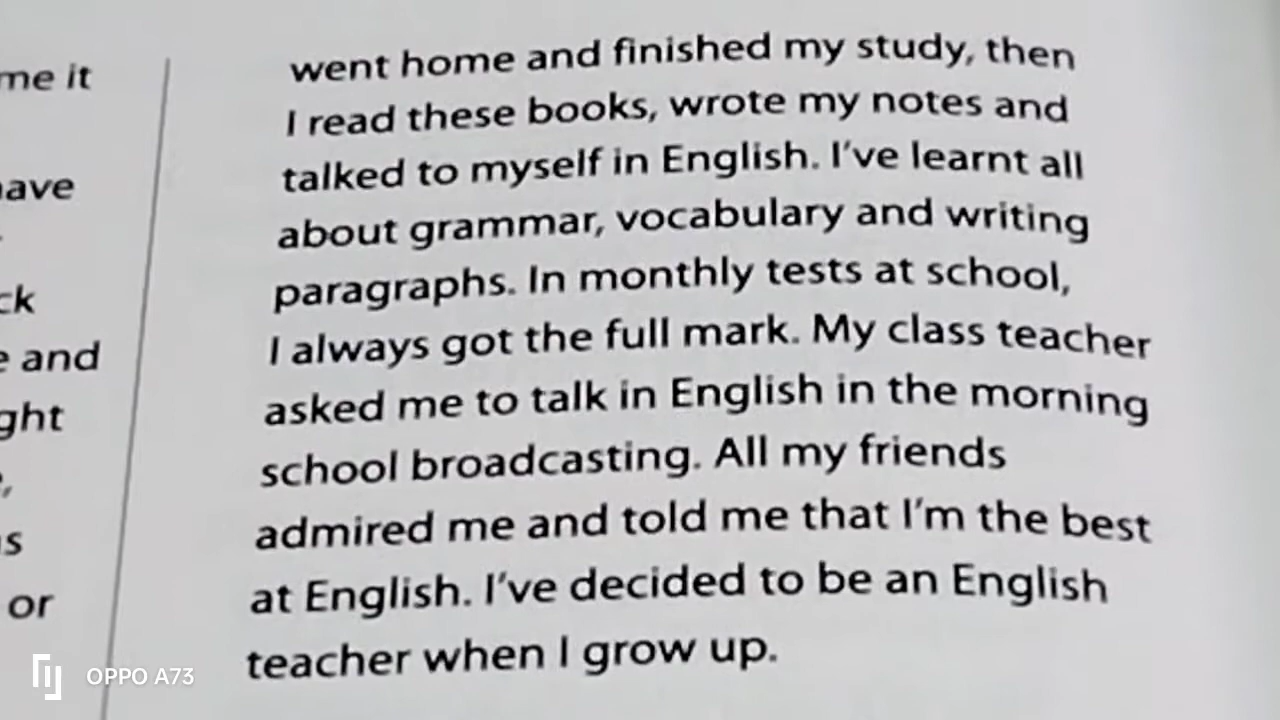 me it
ave
ck
e and
ght
s
or
went home and finished my study, then
I read these books, wrote my notes and
talked to myself in English. I've learnt all
about grammar, vocabulary and writing
paragraphs. In monthly tests at school,
I always got the full mark. My class teacher
asked me to talk in English in the morning
school broadcasting. All my friends
admired me and told me that I'm the best
at English. I've decided to be an English
teacher when I grow up.
OPPO A73